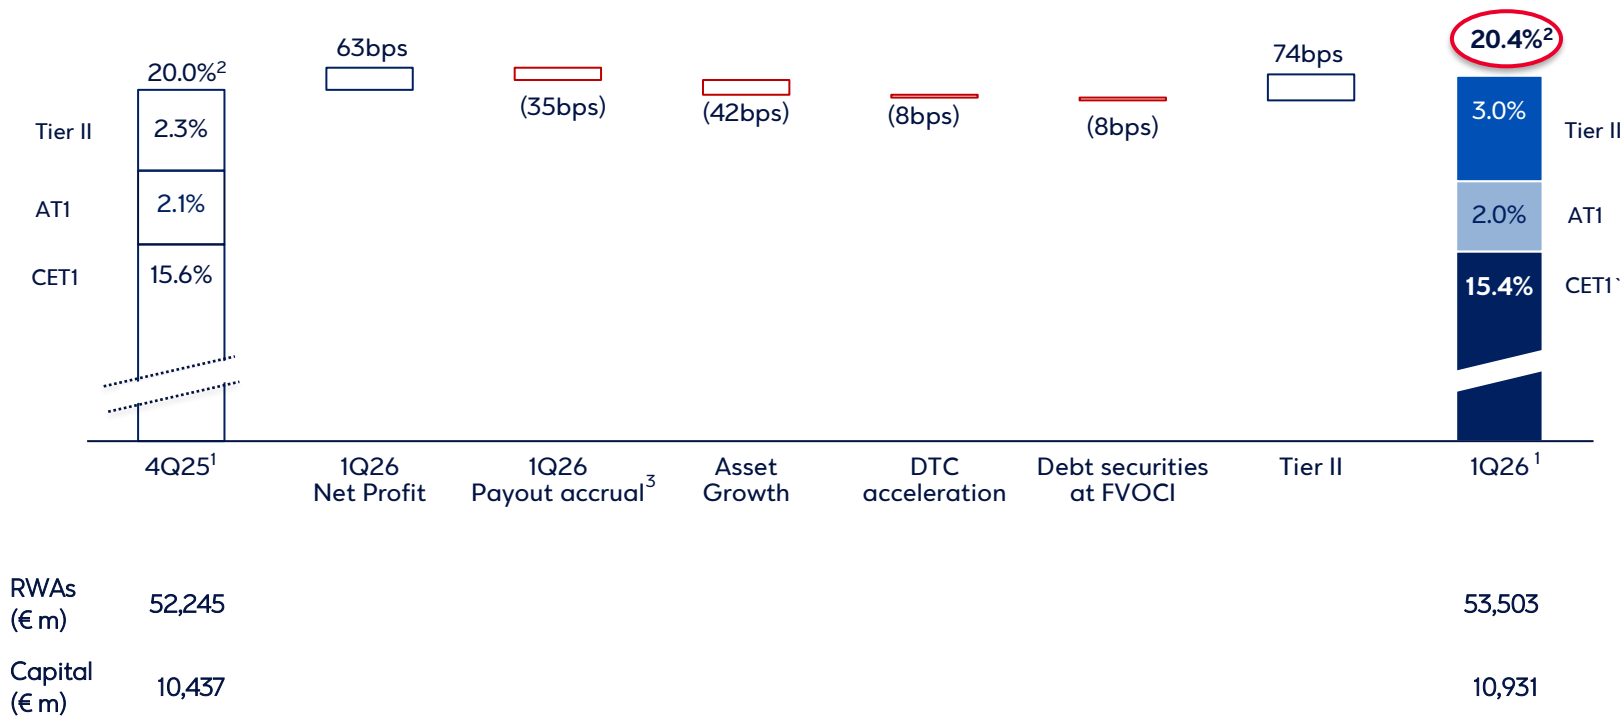 20.0%²
63bps
(35bps)
(42bps)
(8bps)
(8bps)
74bps
20.4%²
Tier II
2.3%
3.0%
Tier II
AT1
2.1%
2.0%
AT1
CET1
15.6%
15.4%
CET1`
4Q25¹
1Q26
Net Profit
1Q26
Payout accrual³
Asset
Growth
DTC
acceleration
Debt securities
at FVOCI
Tier II
1Q26 ¹
RWAs
(€ m)
52,245
53,503
Capital
(€ m)
10,437
10,931